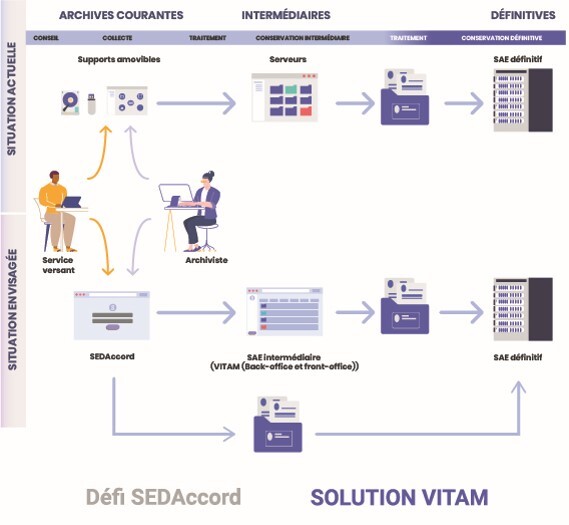 ARCHIVES COURANTES INTERMÉDIAIRES DÉFINITIVES
CONSEIL COLLECTE TRAITEMENT CONSERVATION INTERMÉDIAIRE TRAITEMENT CONSERVATION DÉFINITIVE
SITUATION ACTUELLE
Supports amovibles Serveurs SAE définitif
Service
versant
Archiviste
SITUATION ENVISAGÉE
SEDAccord
SAE intermédiaire
(VITAM (Back-office et front-office))
SAE définitif
Défi SEDAccord SOLUTION VITAM